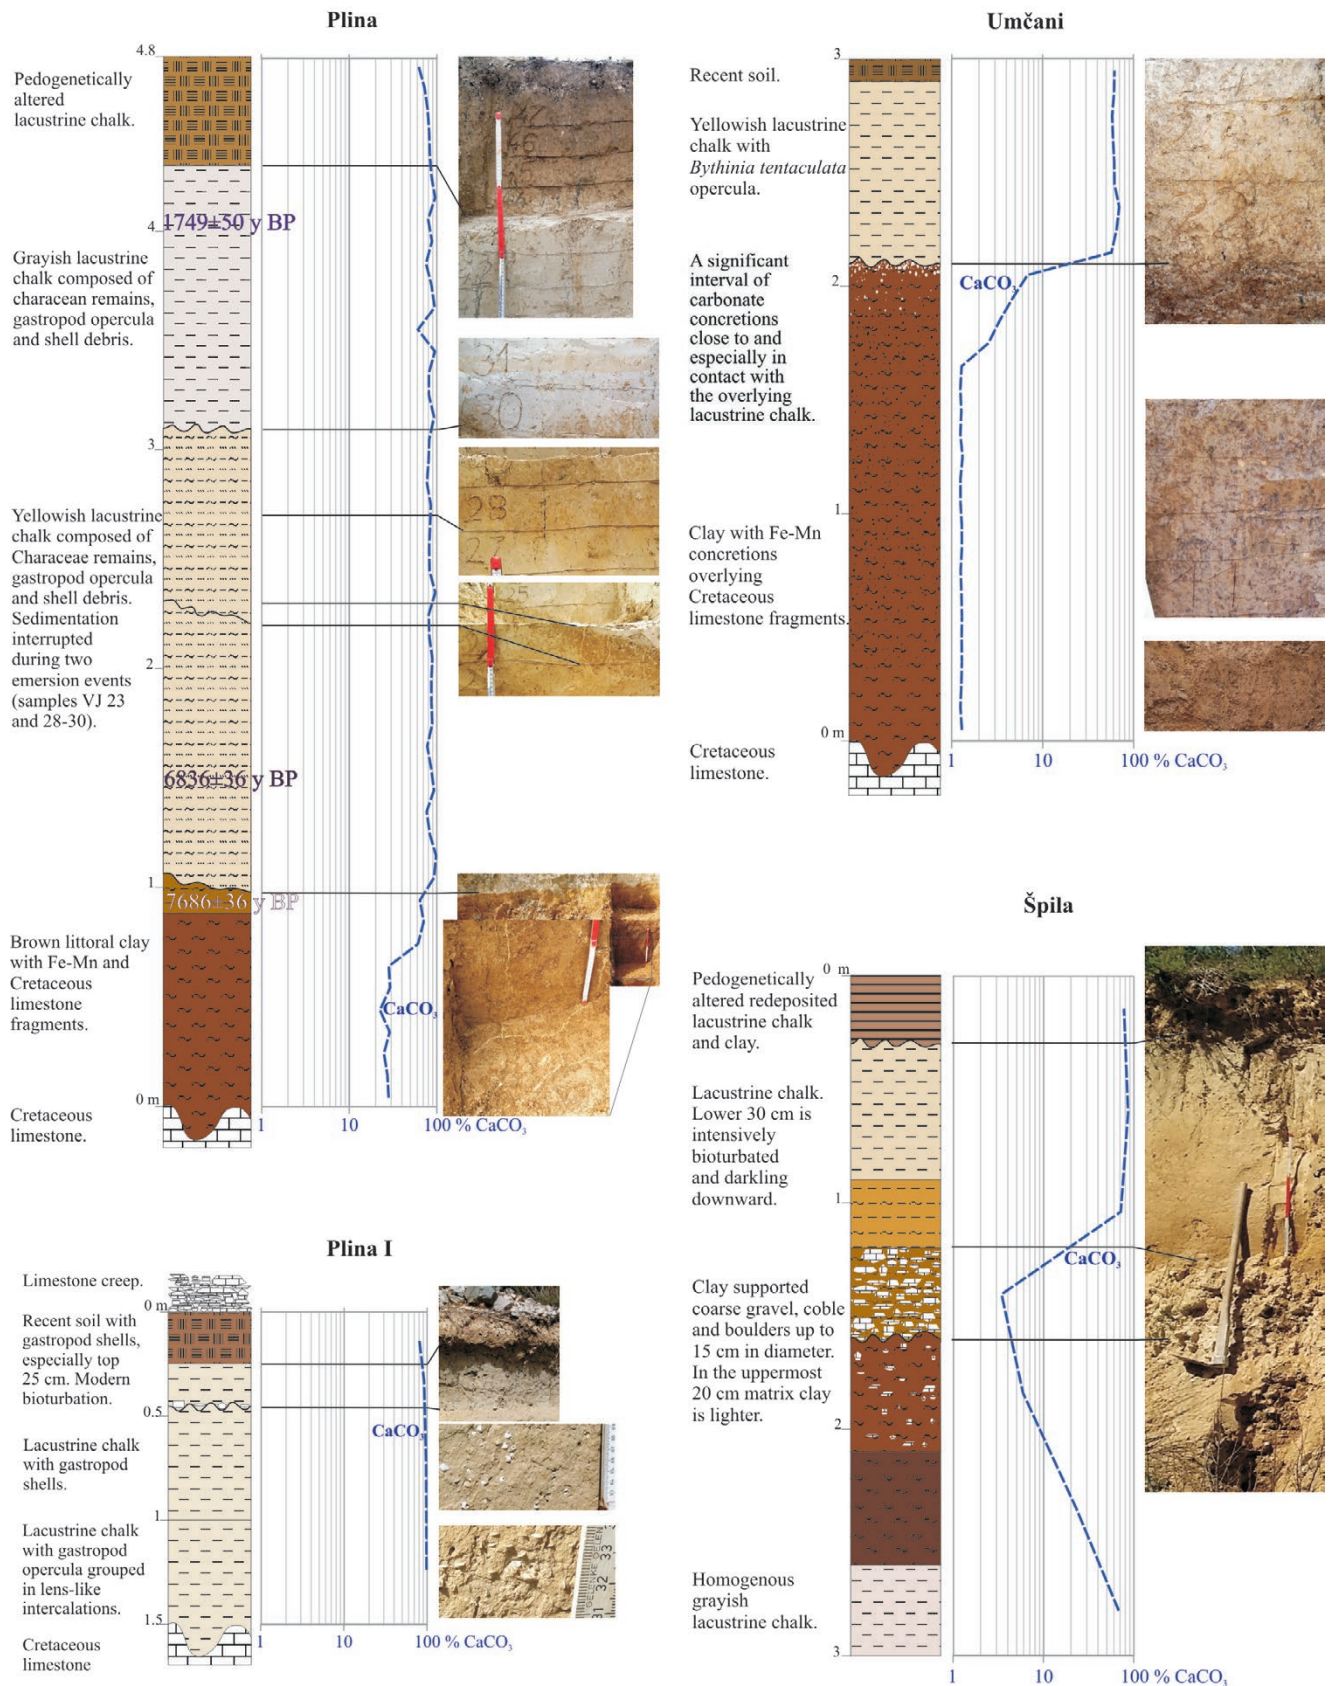 Plina
4.8
Pedogenetically
altered
lacustrine chalk.
1749±50 y BP
4
Grayish lacustrine
chalk composed of
characean remains,
gastropod opercula
and shell debris.
31
30
3
28
27
25
Yellowish lacustrine
chalk composed of
Characeae remains,
gastropod opercula
and shell debris.
Sedimentation
interrupted
during two
emersion events
(samples VJ 23
and 28-30).
2
6836±36 y BP
1
7686±36 y BP
Brown littoral clay
with Fe-Mn and
Cretaceous
limestone
fragments.
CaCO₃
0 m
Cretaceous
limestone.
1 10 100 % CaCO₃
Plina I
Limestone creep.
0 m
Recent soil with
gastropod shells,
especially top
25 cm. Modern
bioturbation.
0.5
CaCO₃
Lacustrine chalk
with gastropod
shells.
1
Lacustrine chalk
with gastropod
opercula grouped
in lens-like
intercalations.
31 32 33
1.5
Cretaceous
limestone
1 10 100 % CaCO₃
Umčani
3
Recent soil.
Yellowish lacustrine
chalk with
Bythinia tentaculata
opercula.
A significant
interval of
carbonate
concretions
close to and
especially in
contact with
the overlying
lacustrine chalk.
2
CaCO₃
1
Clay with Fe-Mn
concretions
overlying
Cretaceous
limestone fragments.
0 m
Cretaceous
limestone.
1 10 100 % CaCO₃
Špila
0 m
Pedogenetically
altered redeposited
lacustrine chalk
and clay.
Lacustrine chalk.
Lower 30 cm is
intensively
bioturbated
and darkling
downward.
1
CaCO₃
Clay supported
coarse gravel, coble
and boulders up to
15 cm in diameter.
In the uppermost
20 cm matrix clay
is lighter.
2
Homogenous
grayish
lacustrine chalk.
3
1 10 100 % CaCO₃